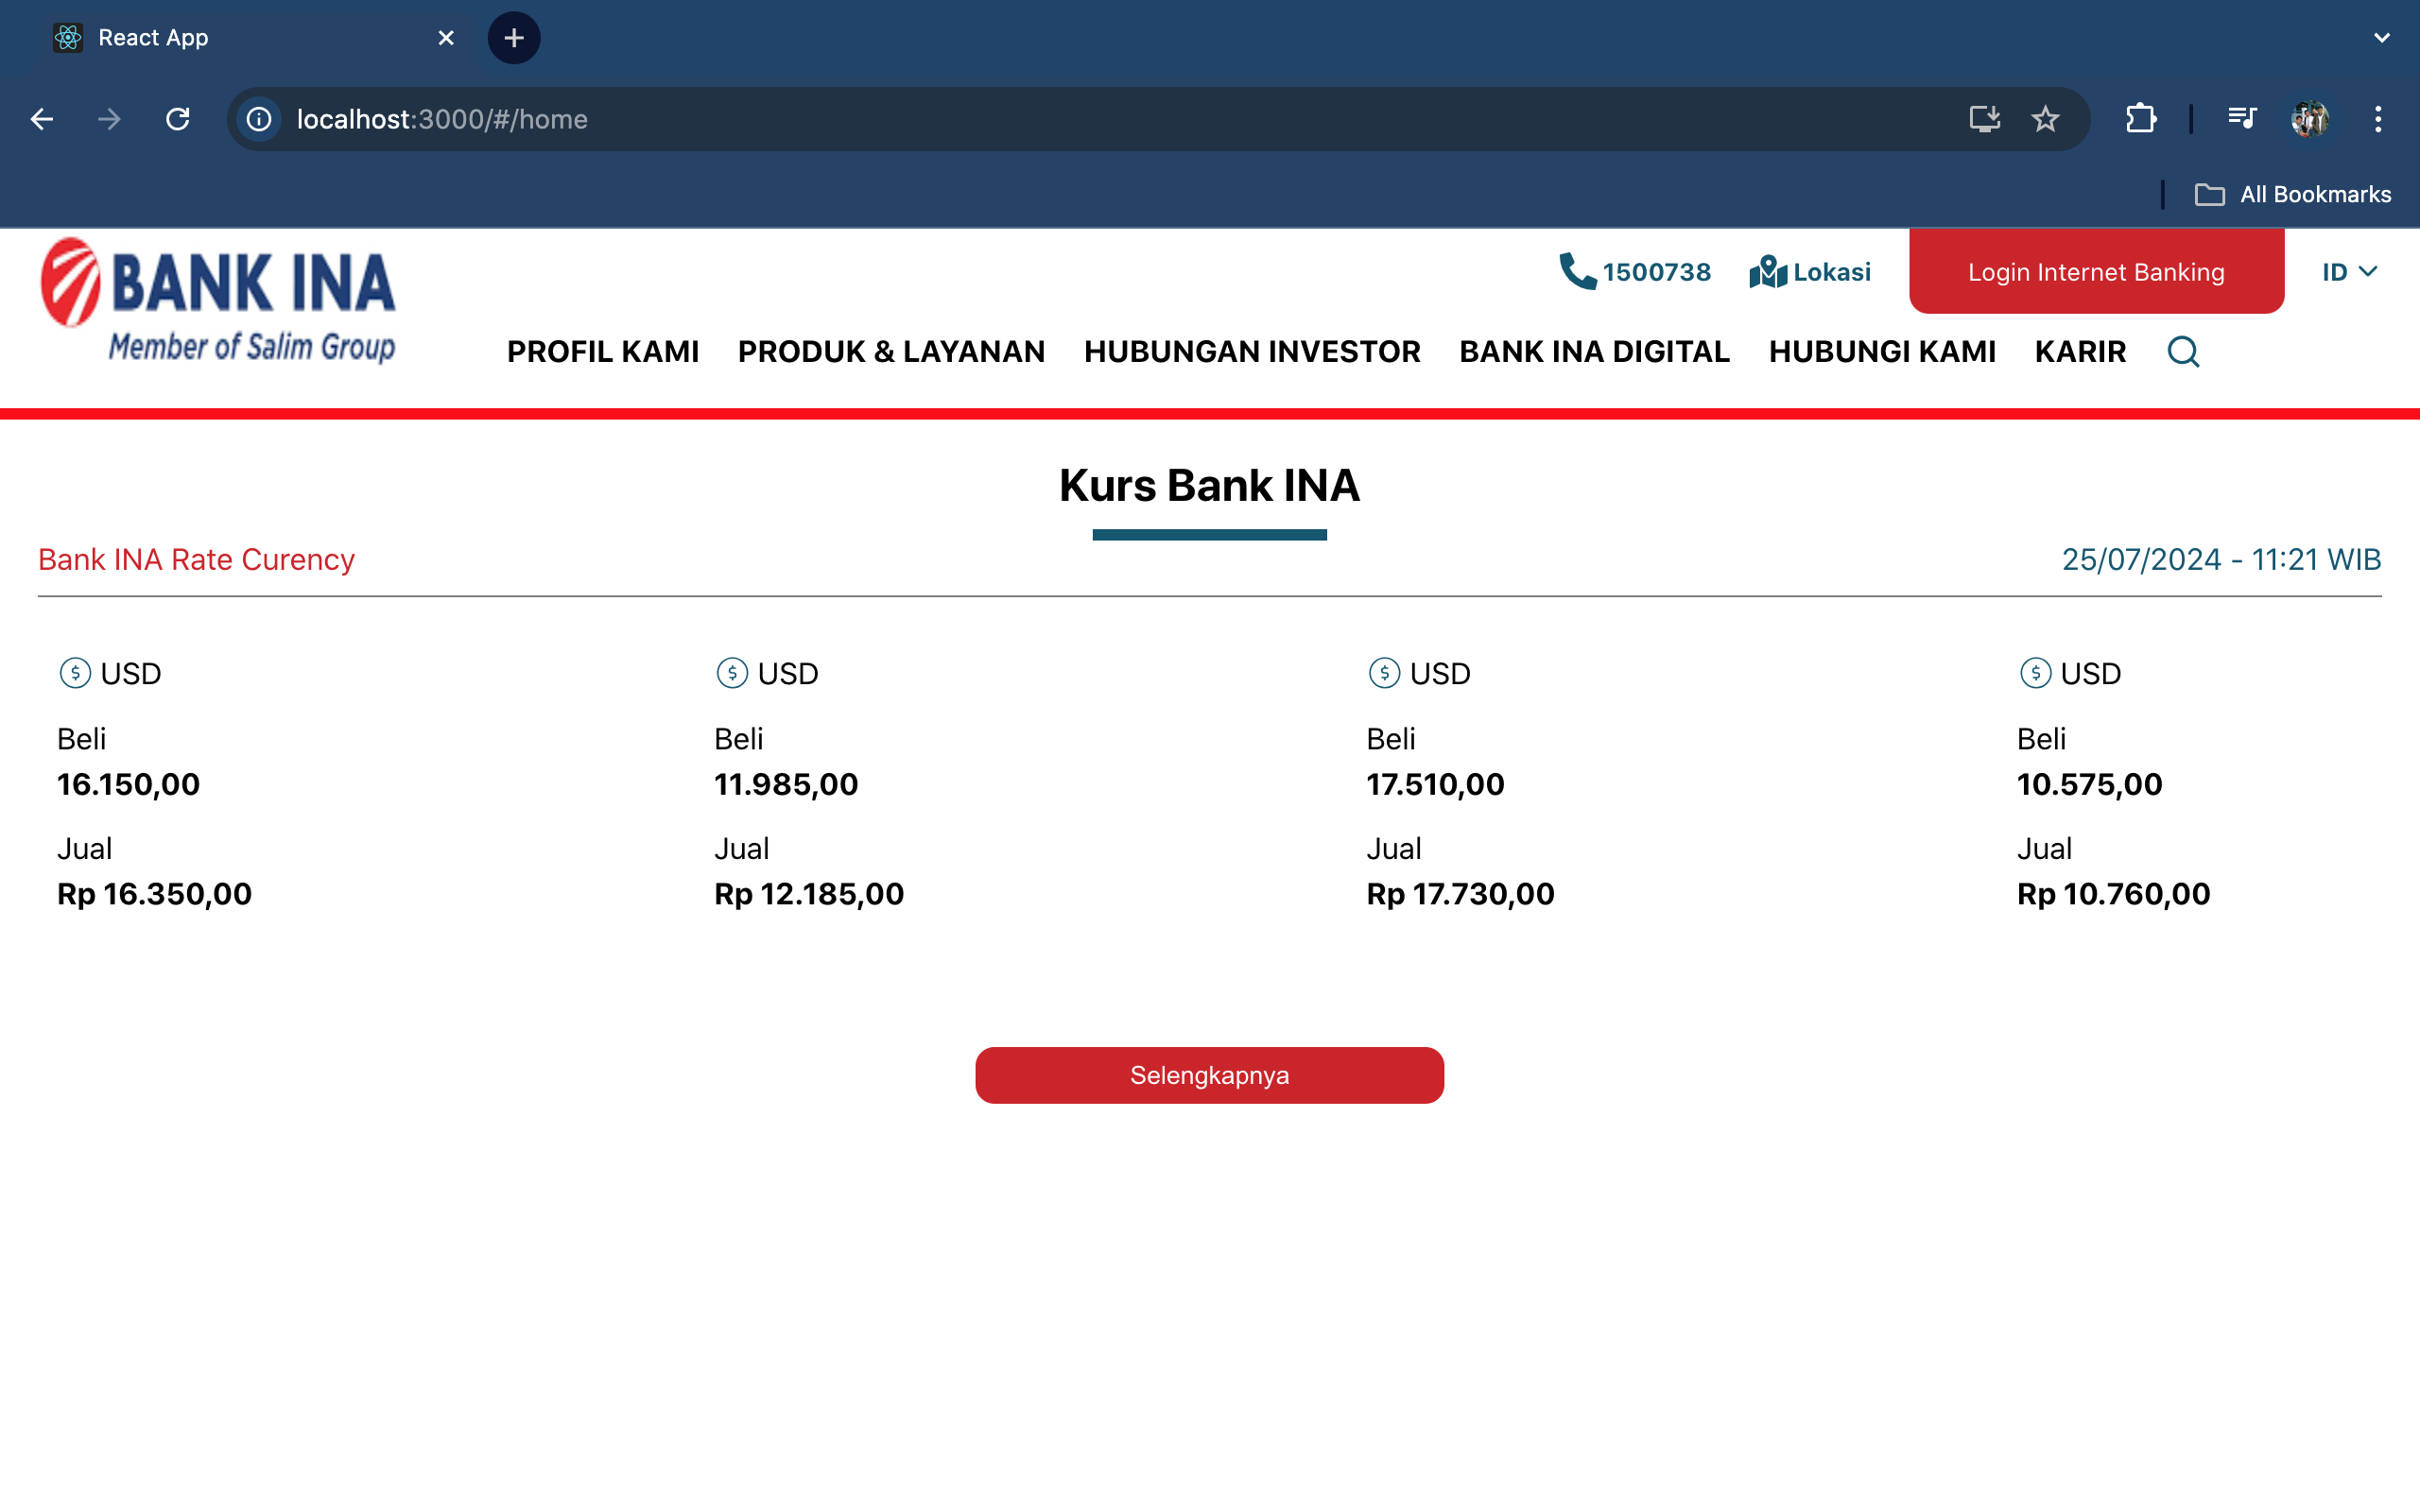 React App
localhost:3000/#/home
All Bookmarks
BANK INA
Member of Salim Group
1500738 Lokasi Login Internet Banking ID
PROFIL KAMI PRODUK & LAYANAN HUBUNGAN INVESTOR BANK INA DIGITAL HUBUNGI KAMI KARIR
Kurs Bank INA
Bank INA Rate Curency 25/07/2024 - 11:21 WIB
$ USD $ USD $ USD $ USD
Beli Beli Beli Beli
16.150,00 11.985,00 17.510,00 10.575,00
Jual Jual Jual Jual
Rp 16.350,00 Rp 12.185,00 Rp 17.730,00 Rp 10.760,00
Selengkapnya